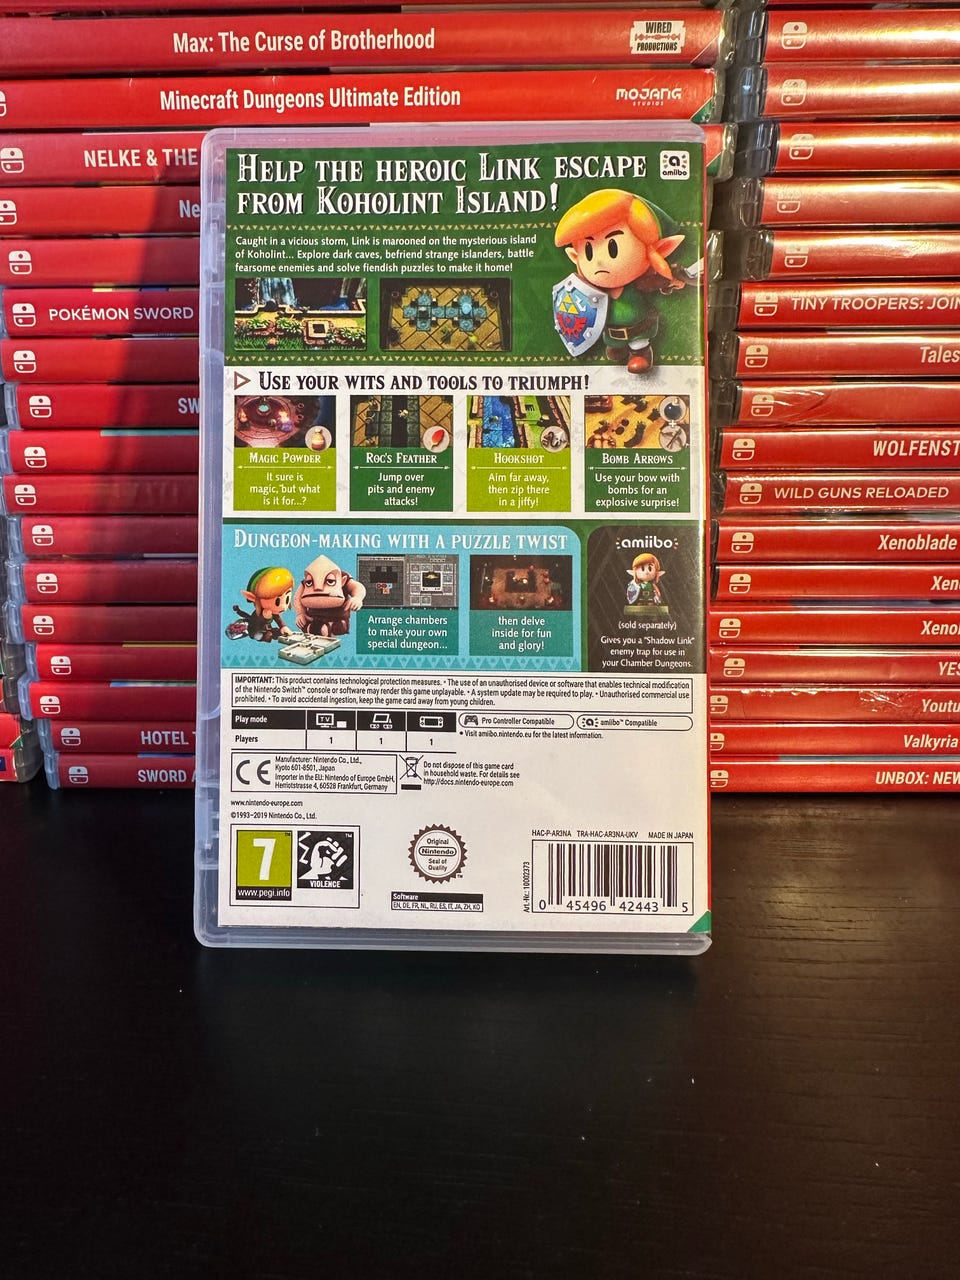 Max: The Curse of Brotherhood
WIRED
PRODUCTIONS
Minecraft Dungeons Ultimate Edition
MOJANG
STUDIOS
NELKE & THE
Ne
POKÉMON SWORD
SW
HOTEL
SWORD A
HELP THE HEROIC LINK ESCAPE
FROM KOHOLINT ISLAND!
amiibo
Caught in a vicious storm, Link is marooned on the mysterious island
of Koholint... Explore dark caves, befriend strange islanders, battle
fearsome enemies and solve fiendish puzzles to make it home!
USE YOUR WITS AND TOOLS TO TRIUMPH!
MAGIC POWDER
It sure is
magic, but what
is it for...?
ROC'S FEATHER
Jump over
pits and enemy
attacks!
HOOKSHOT
Aim far away,
then zip there
in a jiffy!
BOMB ARROWS
Use your bow with
bombs for an
explosive surprise!
DUNGEON-MAKING WITH A PUZZLE TWIST
Arrange chambers
to make your own
special dungeon...
then delve
inside for fun
and glory!
amiibo
(sold separately)
Gives you a "Shadow Link"
enemy trap for use in
your Chamber Dungeons.
IMPORTANT: This product contains technological protection measures. • The use of an unauthorised device or software that enables technical modification
of the Nintendo Switch™ console or software may render this game unplayable. • A system update may be required to play. • Unauthorised commercial use
prohibited. • To avoid accidental ingestion, keep the game card away from young children.
Play mode
TV
Pro Controller Compatible
amiibo™ Compatible
Players
1
1
1
• Visit amiibo.nintendo.eu for the latest information.
CE
Manufacturer: Nintendo Co., Ltd.,
Kyoto 601-8501, Japan
Importer in the EU: Nintendo of Europe GmbH,
Herriotstrasse 4, 60528 Frankfurt, Germany
Do not dispose of this game card
in household waste. For details see
http://docs.nintendo-europe.com
www.nintendo-europe.com
©1993–2019 Nintendo Co., Ltd.
7
www.pegi.info
VIOLENCE
Original
Nintendo
Seal of
Quality
Software
EN, DE, FR, NL, RU, ES, IT, JA, ZH, KO
HAC-P-AR3NA TRA-HAC-AR3NA-UKV MADE IN JAPAN
Art.-Nr.: 10002373
0 45496 42443 5
TINY TROOPERS: JOIN
Tales
WOLFENST
WILD GUNS RELOADED
Xenoblade
Xen
Xenol
YES
Youtu
Valkyria
UNBOX: NEW